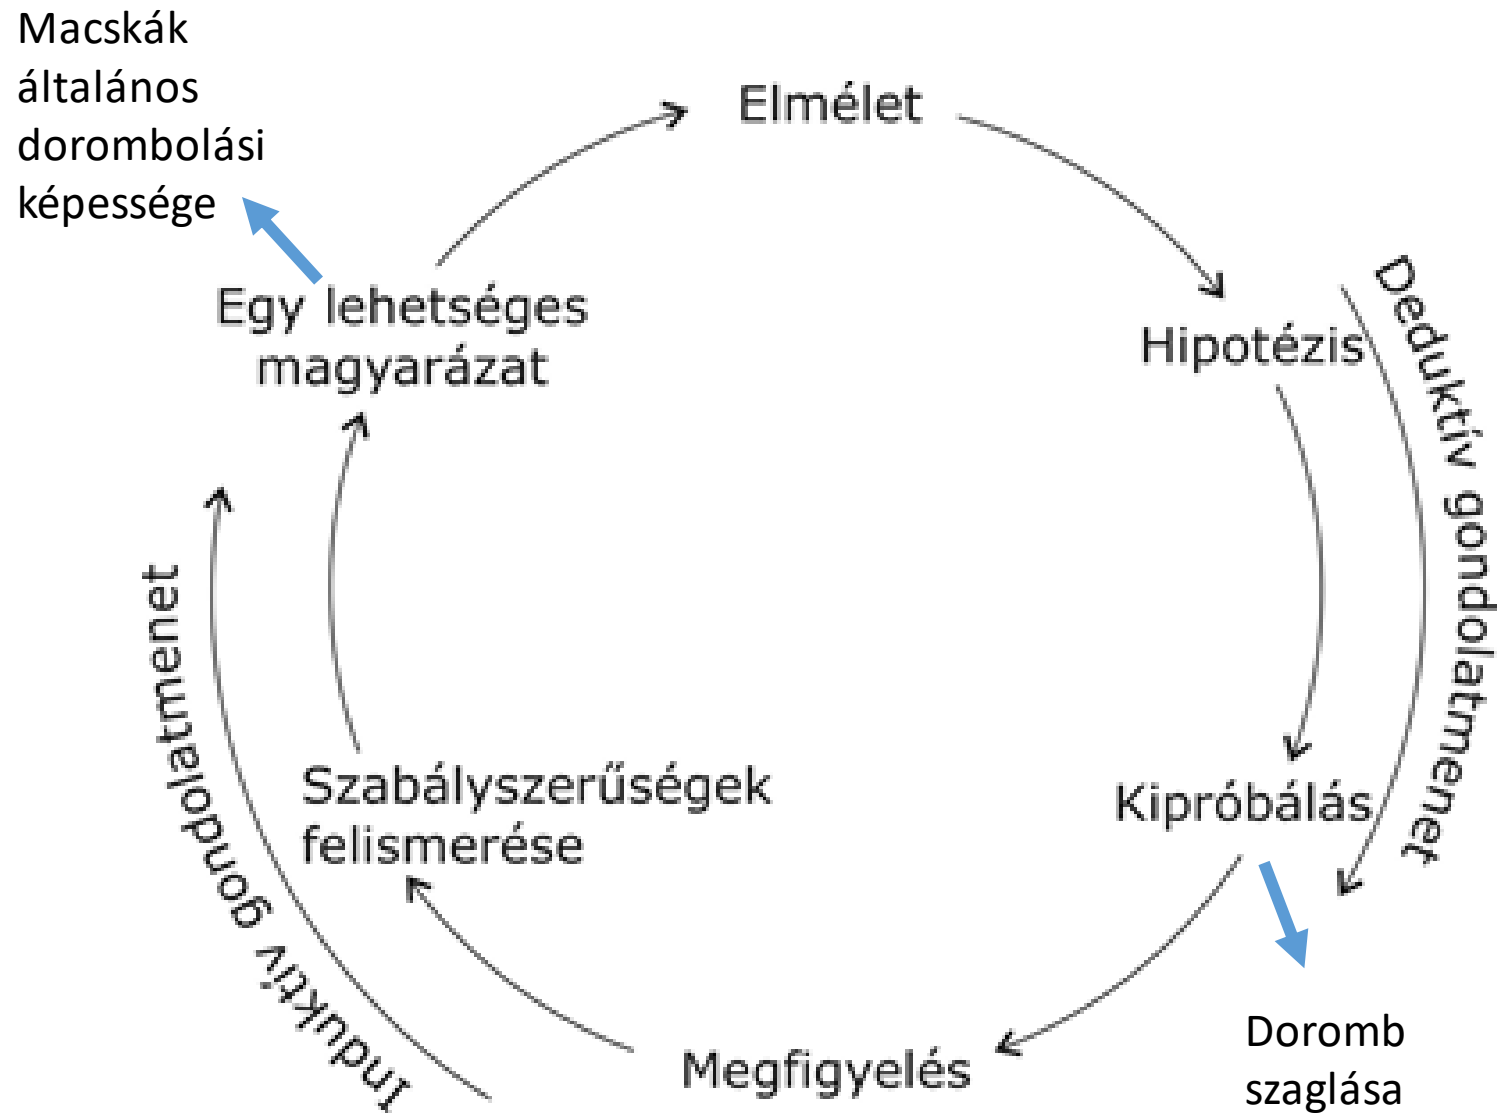 Macskák
általános
dorombolási
képessége
Elmélet
Egy lehetséges
magyarázat
Hipotézis
Deduktív gondolatmenet
Induktív gondolatmenet
Szabályszerűségek
felismerése
Kipróbálás
Megfigyelés
Doromb
szaglása